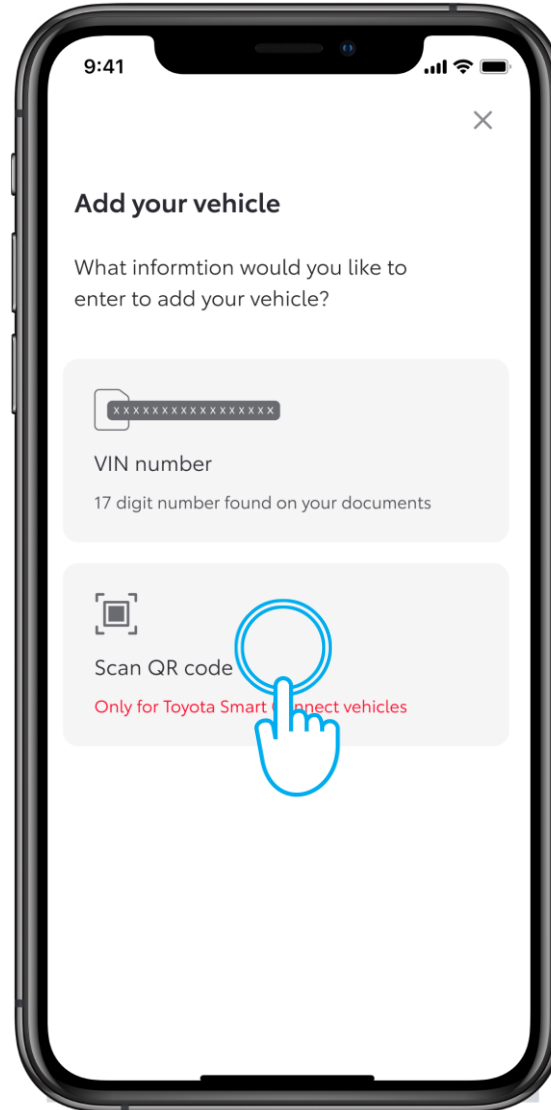 9:41
Add your vehicle
What informtion would you like to
enter to add your vehicle?
xxxxxxxxxxxxxxxxx
VIN number
17 digit number found on your documents
Scan QR code
Only for Toyota Smart Connect vehicles